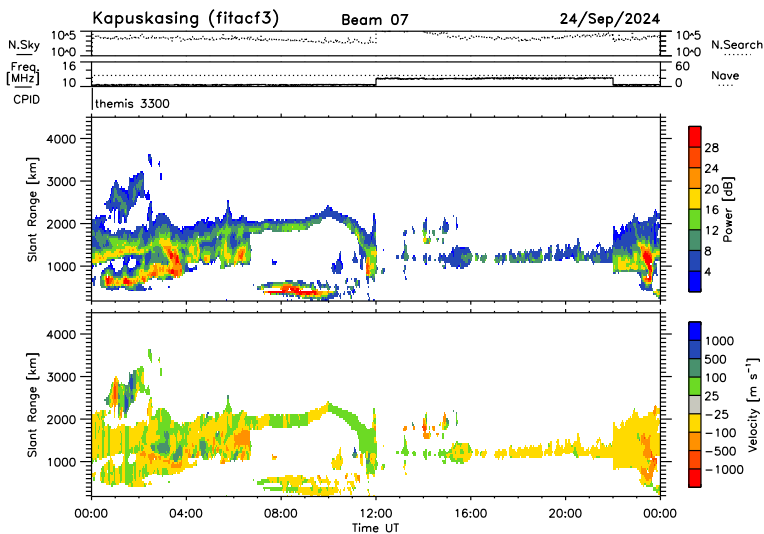 Kapuskasing (fitacf3) Beam 07 24/Sep/2024
N.Sky 10^5 10^0 10^5 10^0 N.Search
Freq. [MHz] 16 10 60 0 Nave
CPID themis 3300
Slant Range [km] 4000 3000 2000 1000
Power [dB] 28 24 20 16 12 8 4
Slant Range [km] 4000 3000 2000 1000
Velocity [m s⁻¹] 1000 500 100 25 −25 −100 −500 −1000
00:00 04:00 08:00 12:00 16:00 20:00 00:00
Time UT